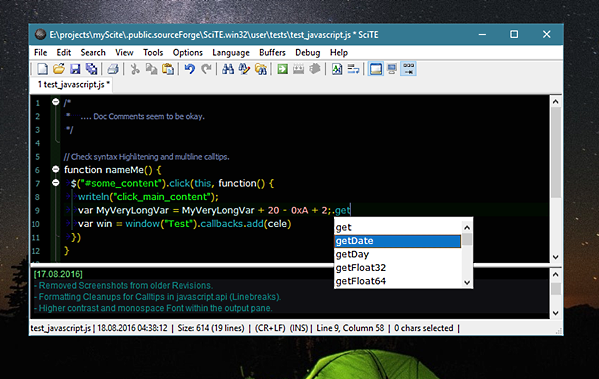 E:\projects\myScite\.public.sourceForge\SciTE.win32\user\tests\test_javascript.js * SciTE
File Edit Search View Tools Options Language Buffers Debug Help
1 test_javascript.js *
1 /*
2 * .... Doc Comments seem to be okay.
3 */
4
5 // Check syntax Highlitening and multiline calltips.
6 function nameMe() {
7 $("#some_content").click(this, function() {
8 writeln("click_main_content");
9 var MyVeryLongVar = MyVeryLongVar + 20 - 0xA + 2;.get
10 var win = window("Test").callbacks.add(cele)
11 })
12 }
get
getDate
getDay
getFloat32
getFloat64
[17.08.2016]
- Removed Screenshots from older Revisions.
- Formatting Cleanups for Calltips in javascript.api (Linebreaks).
- Higher contrast and monospace Font within the output pane.
test_javascript.js | 18.08.2016 04:38:12 | Size: 614 (19 lines) | (CR+LF) (INS) | Line 9, Column 58 | 0 chars selected |